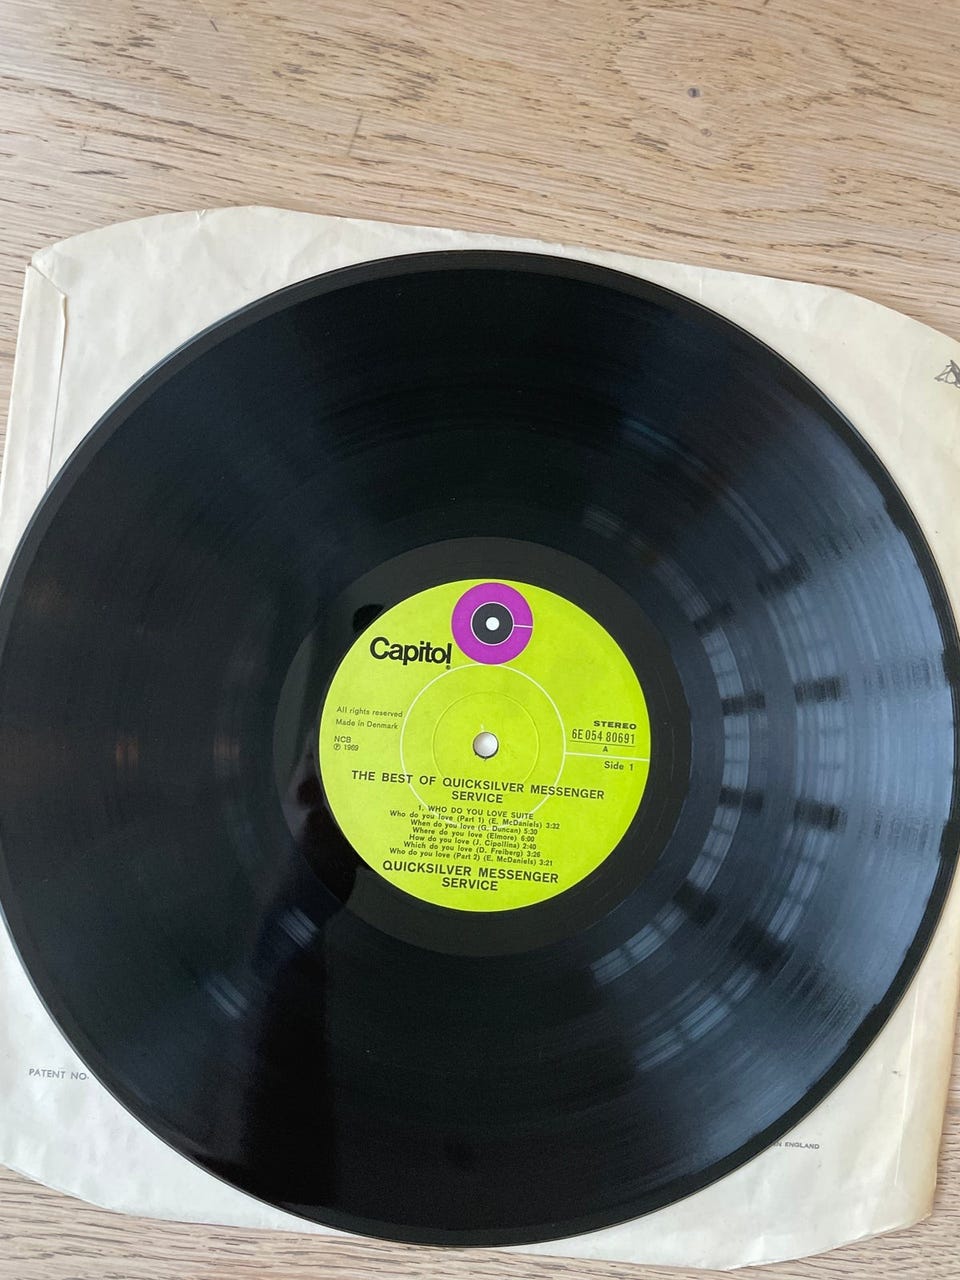 Capitol®
All rights reserved
Made in Denmark
NCB
℗ 1969
STEREO
6E 054 80691
A
Side 1
THE BEST OF QUICKSILVER MESSENGER
SERVICE
1. WHO DO YOU LOVE SUITE
Who do you love (Part 1) (E. McDaniels) 3:32
When do you love (G. Duncan) 5:30
Where do you love (Elmore) 6:00
How do you love (J. Cipollina) 2:40
Which do you love (D. Freiberg) 3:26
Who do you love (Part 2) (E. McDaniels) 3:21
QUICKSILVER MESSENGER
SERVICE
PATENT NO.
ENGLAND